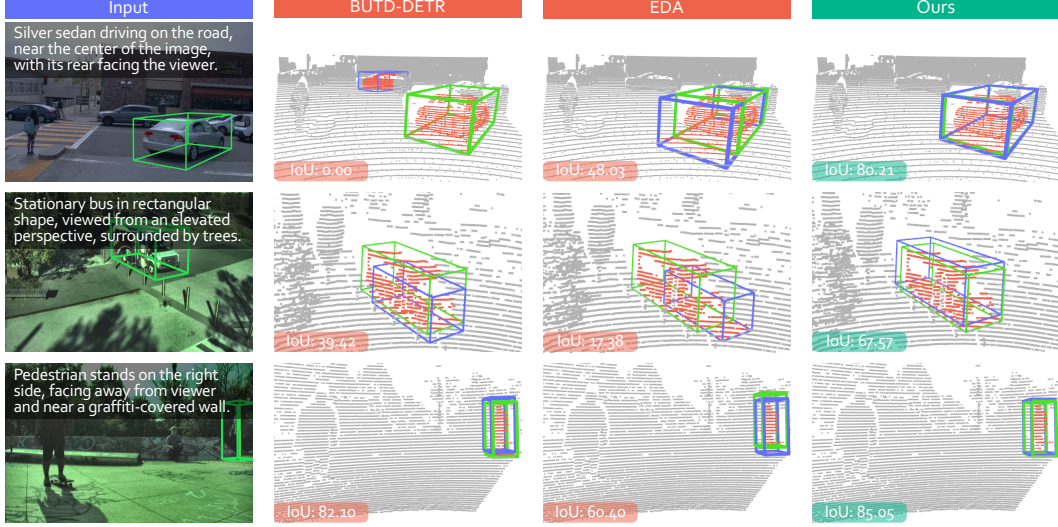 Input
BUTD-DETR
EDA
Ours
Silver sedan driving on the road,
near the center of the image,
with its rear facing the viewer.
IoU: 0.00
IoU: 48.03
IoU: 80.21
Stationary bus in rectangular
shape, viewed from an elevated
perspective, surrounded by trees.
IoU: 39.42
IoU: 17.38
IoU: 67.57
Pedestrian stands on the right
side, facing away from viewer
and near a graffiti-covered wall.
IoU: 82.10
IoU: 60.40
IoU: 85.05